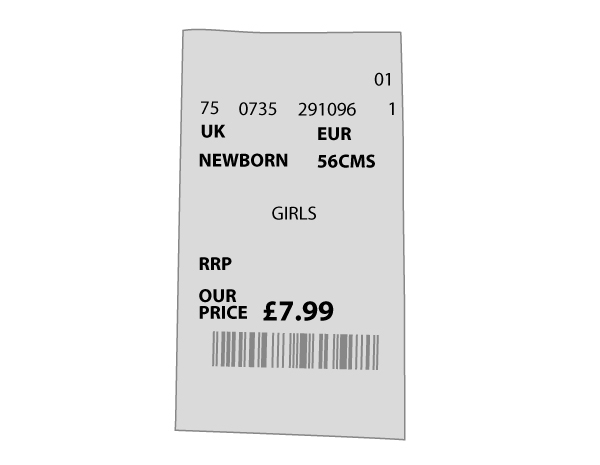 01
75 0735 291096 1
UK EUR
NEWBORN 56CMS
GIRLS
RRP
OUR
PRICE £7.99